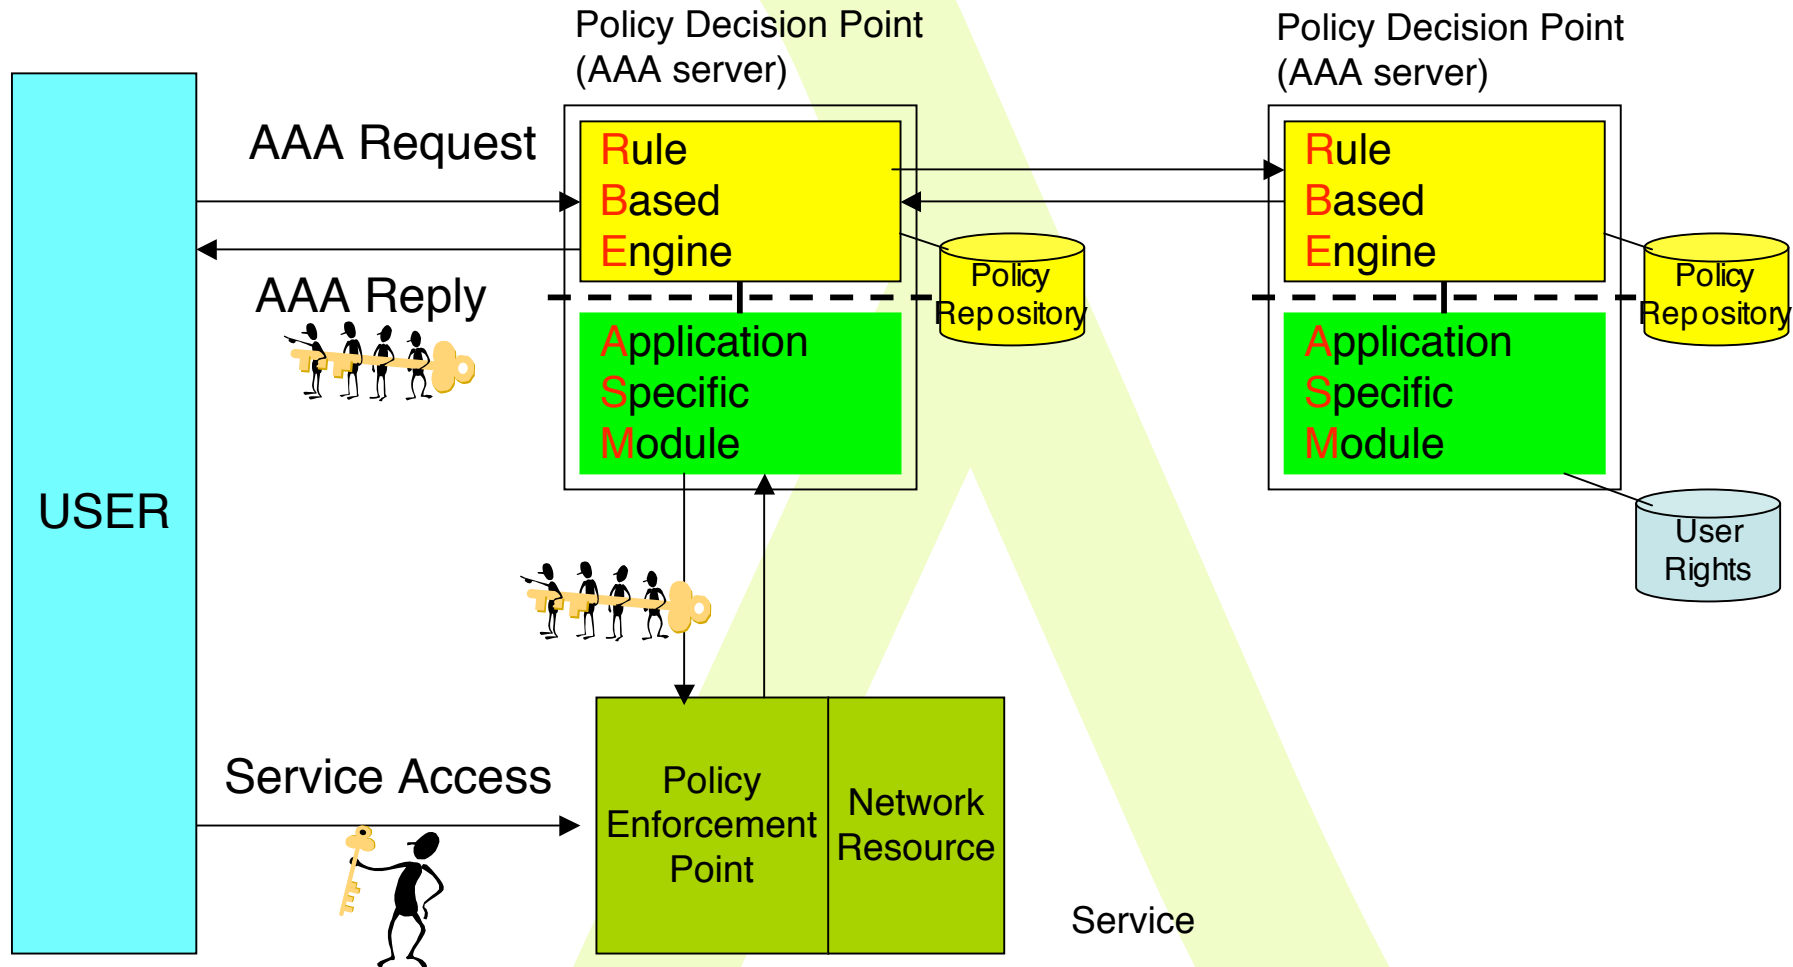 Policy Decision Point
(AAA server)
Policy Decision Point
(AAA server)
AAA Request
Rule
Based
Engine
Rule
Based
Engine
AAA Reply
Policy
Repository
Policy
Repository
Application
Specific
Module
Application
Specific
Module
USER
User
Rights
Service Access
Policy
Enforcement
Point
Network
Resource
Service